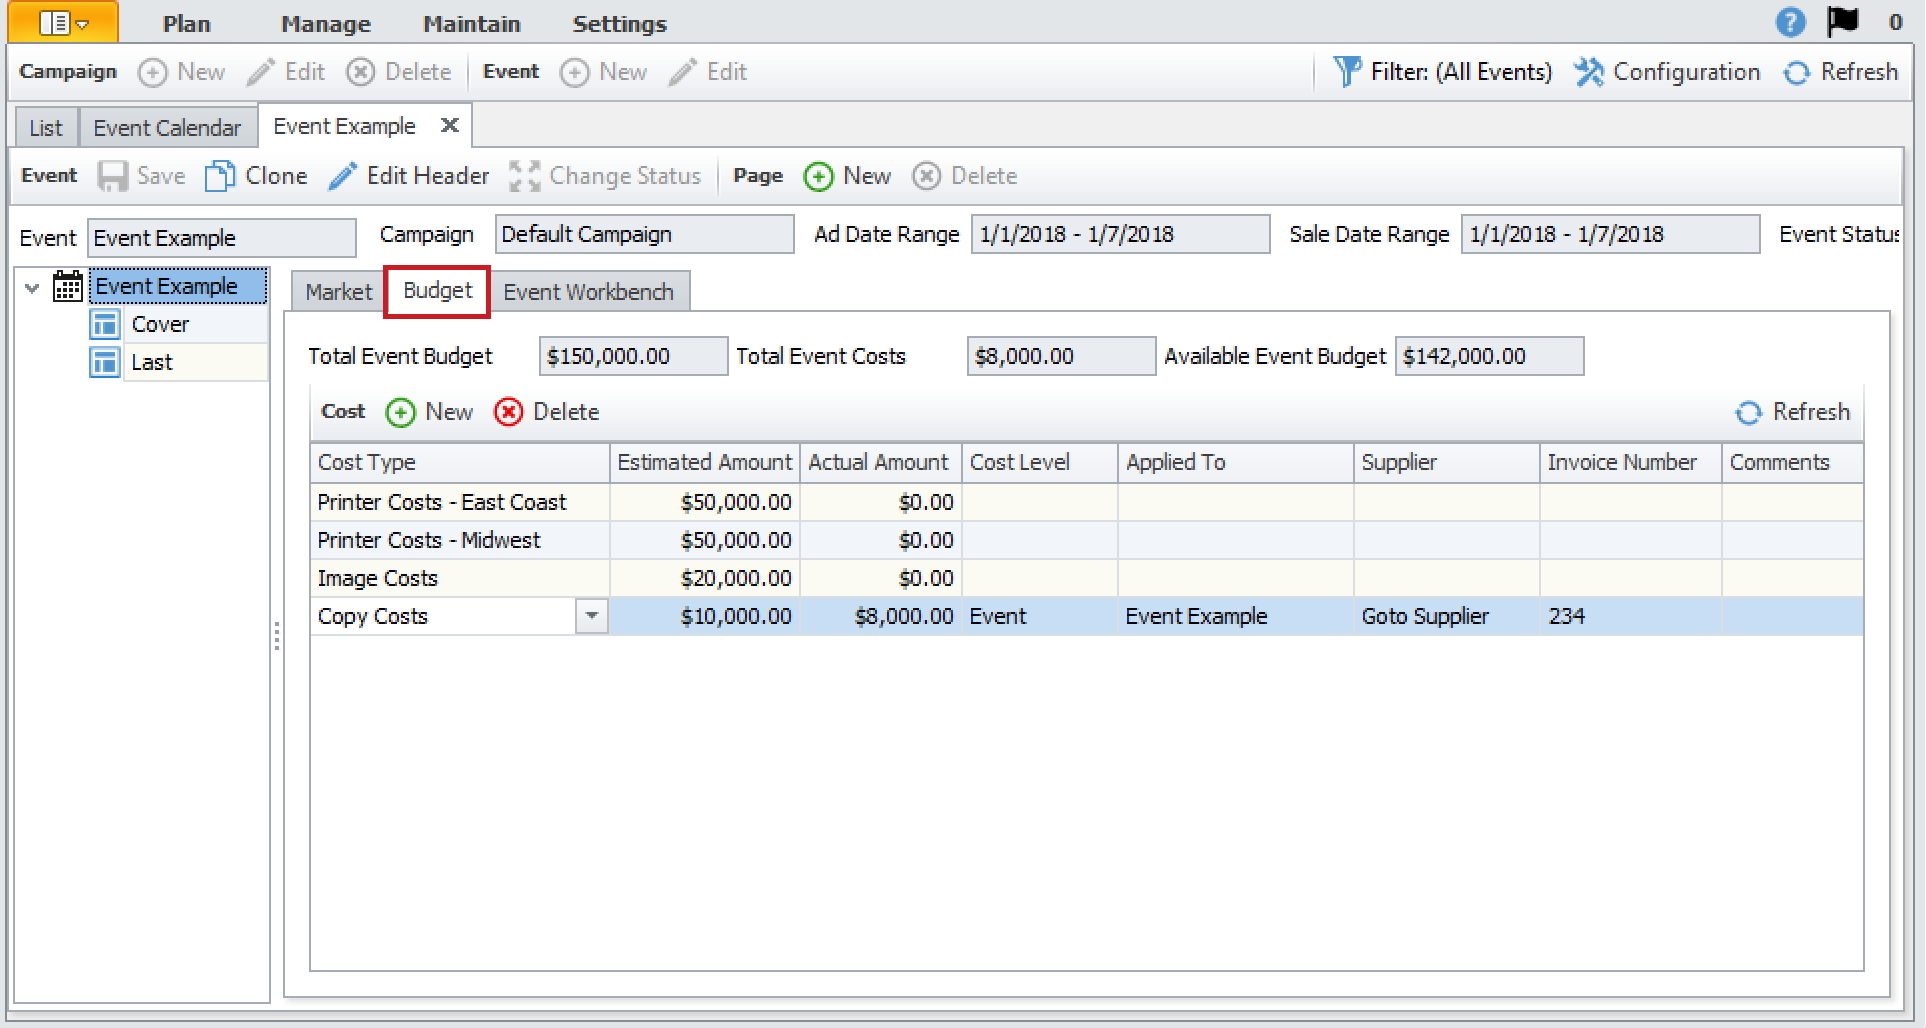 Plan Manage Maintain Settings ? 0
Campaign New Edit Delete Event New Edit Filter: (All Events) Configuration Refresh
List Event Calendar Event Example X
Event Save Clone Edit Header Change Status Page New Delete
Event Event Example Campaign Default Campaign Ad Date Range 1/1/2018 - 1/7/2018 Sale Date Range 1/1/2018 - 1/7/2018 Event Status
Event Example
Cover
Last
Market Budget Event Workbench
Total Event Budget $150,000.00 Total Event Costs $8,000.00 Available Event Budget $142,000.00
Cost New Delete Refresh
Cost Type Estimated Amount Actual Amount Cost Level Applied To Supplier Invoice Number Comments
Printer Costs - East Coast $50,000.00 $0.00
Printer Costs - Midwest $50,000.00 $0.00
Image Costs $20,000.00 $0.00
Copy Costs $10,000.00 $8,000.00 Event Event Example Goto Supplier 234